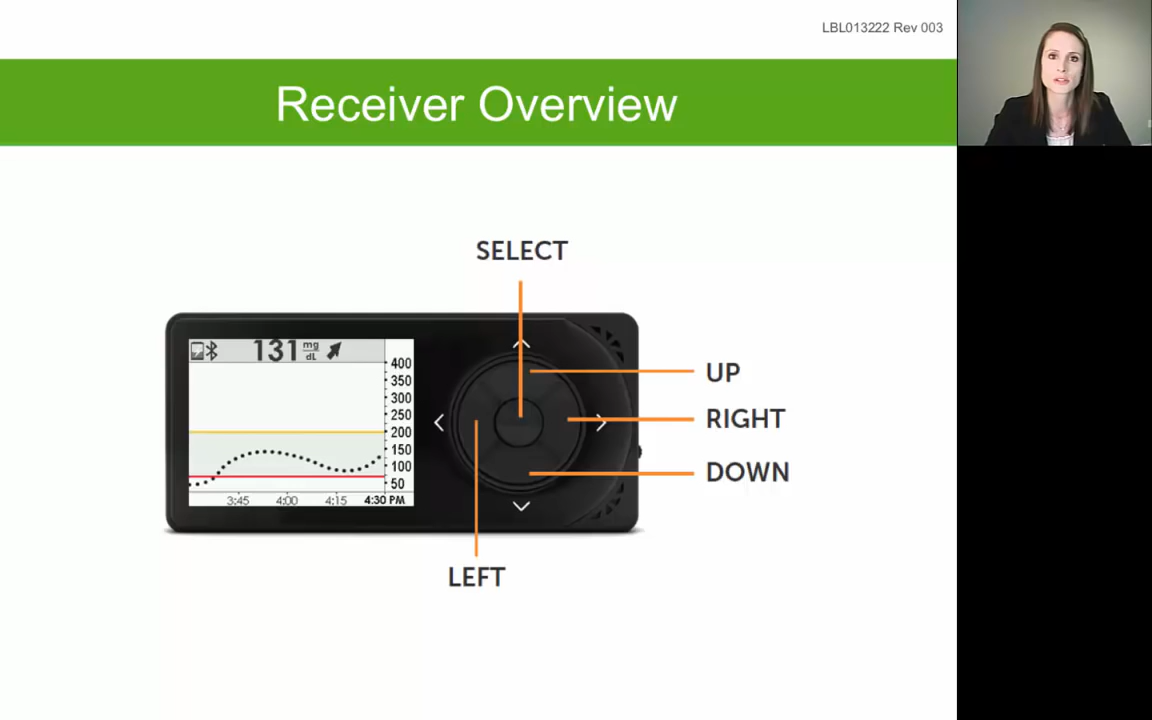 LBL013222 Rev 003
Receiver Overview
SELECT
131 mg/dL
400
350
300
250
200
150
100
50
3:45 4:00 4:15 4:30 PM
UP
RIGHT
DOWN
LEFT